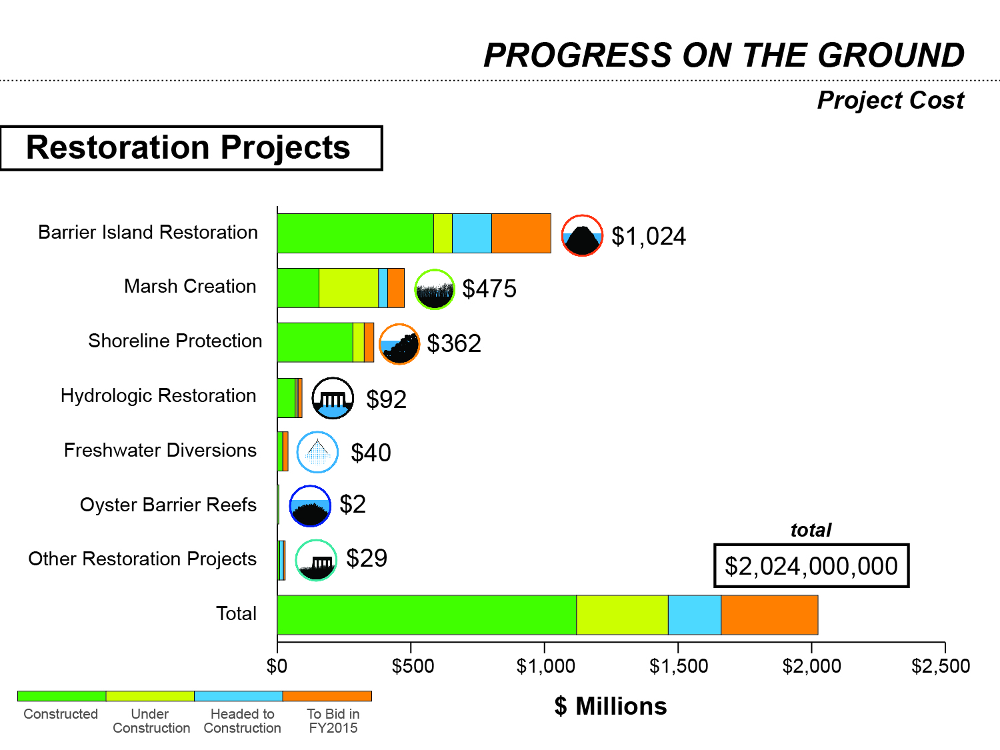 PROGRESS ON THE GROUND
Project Cost
Restoration Projects
Barrier Island Restoration
$1,024
Marsh Creation
$475
Shoreline Protection
$362
Hydrologic Restoration
$92
Freshwater Diversions
$40
Oyster Barrier Reefs
$2
Other Restoration Projects
$29
total
$2,024,000,000
Total
$0 $500 $1,000 $1,500 $2,000 $2,500
$ Millions
Constructed
Under
Construction
Headed to
Construction
To Bid in
FY2015